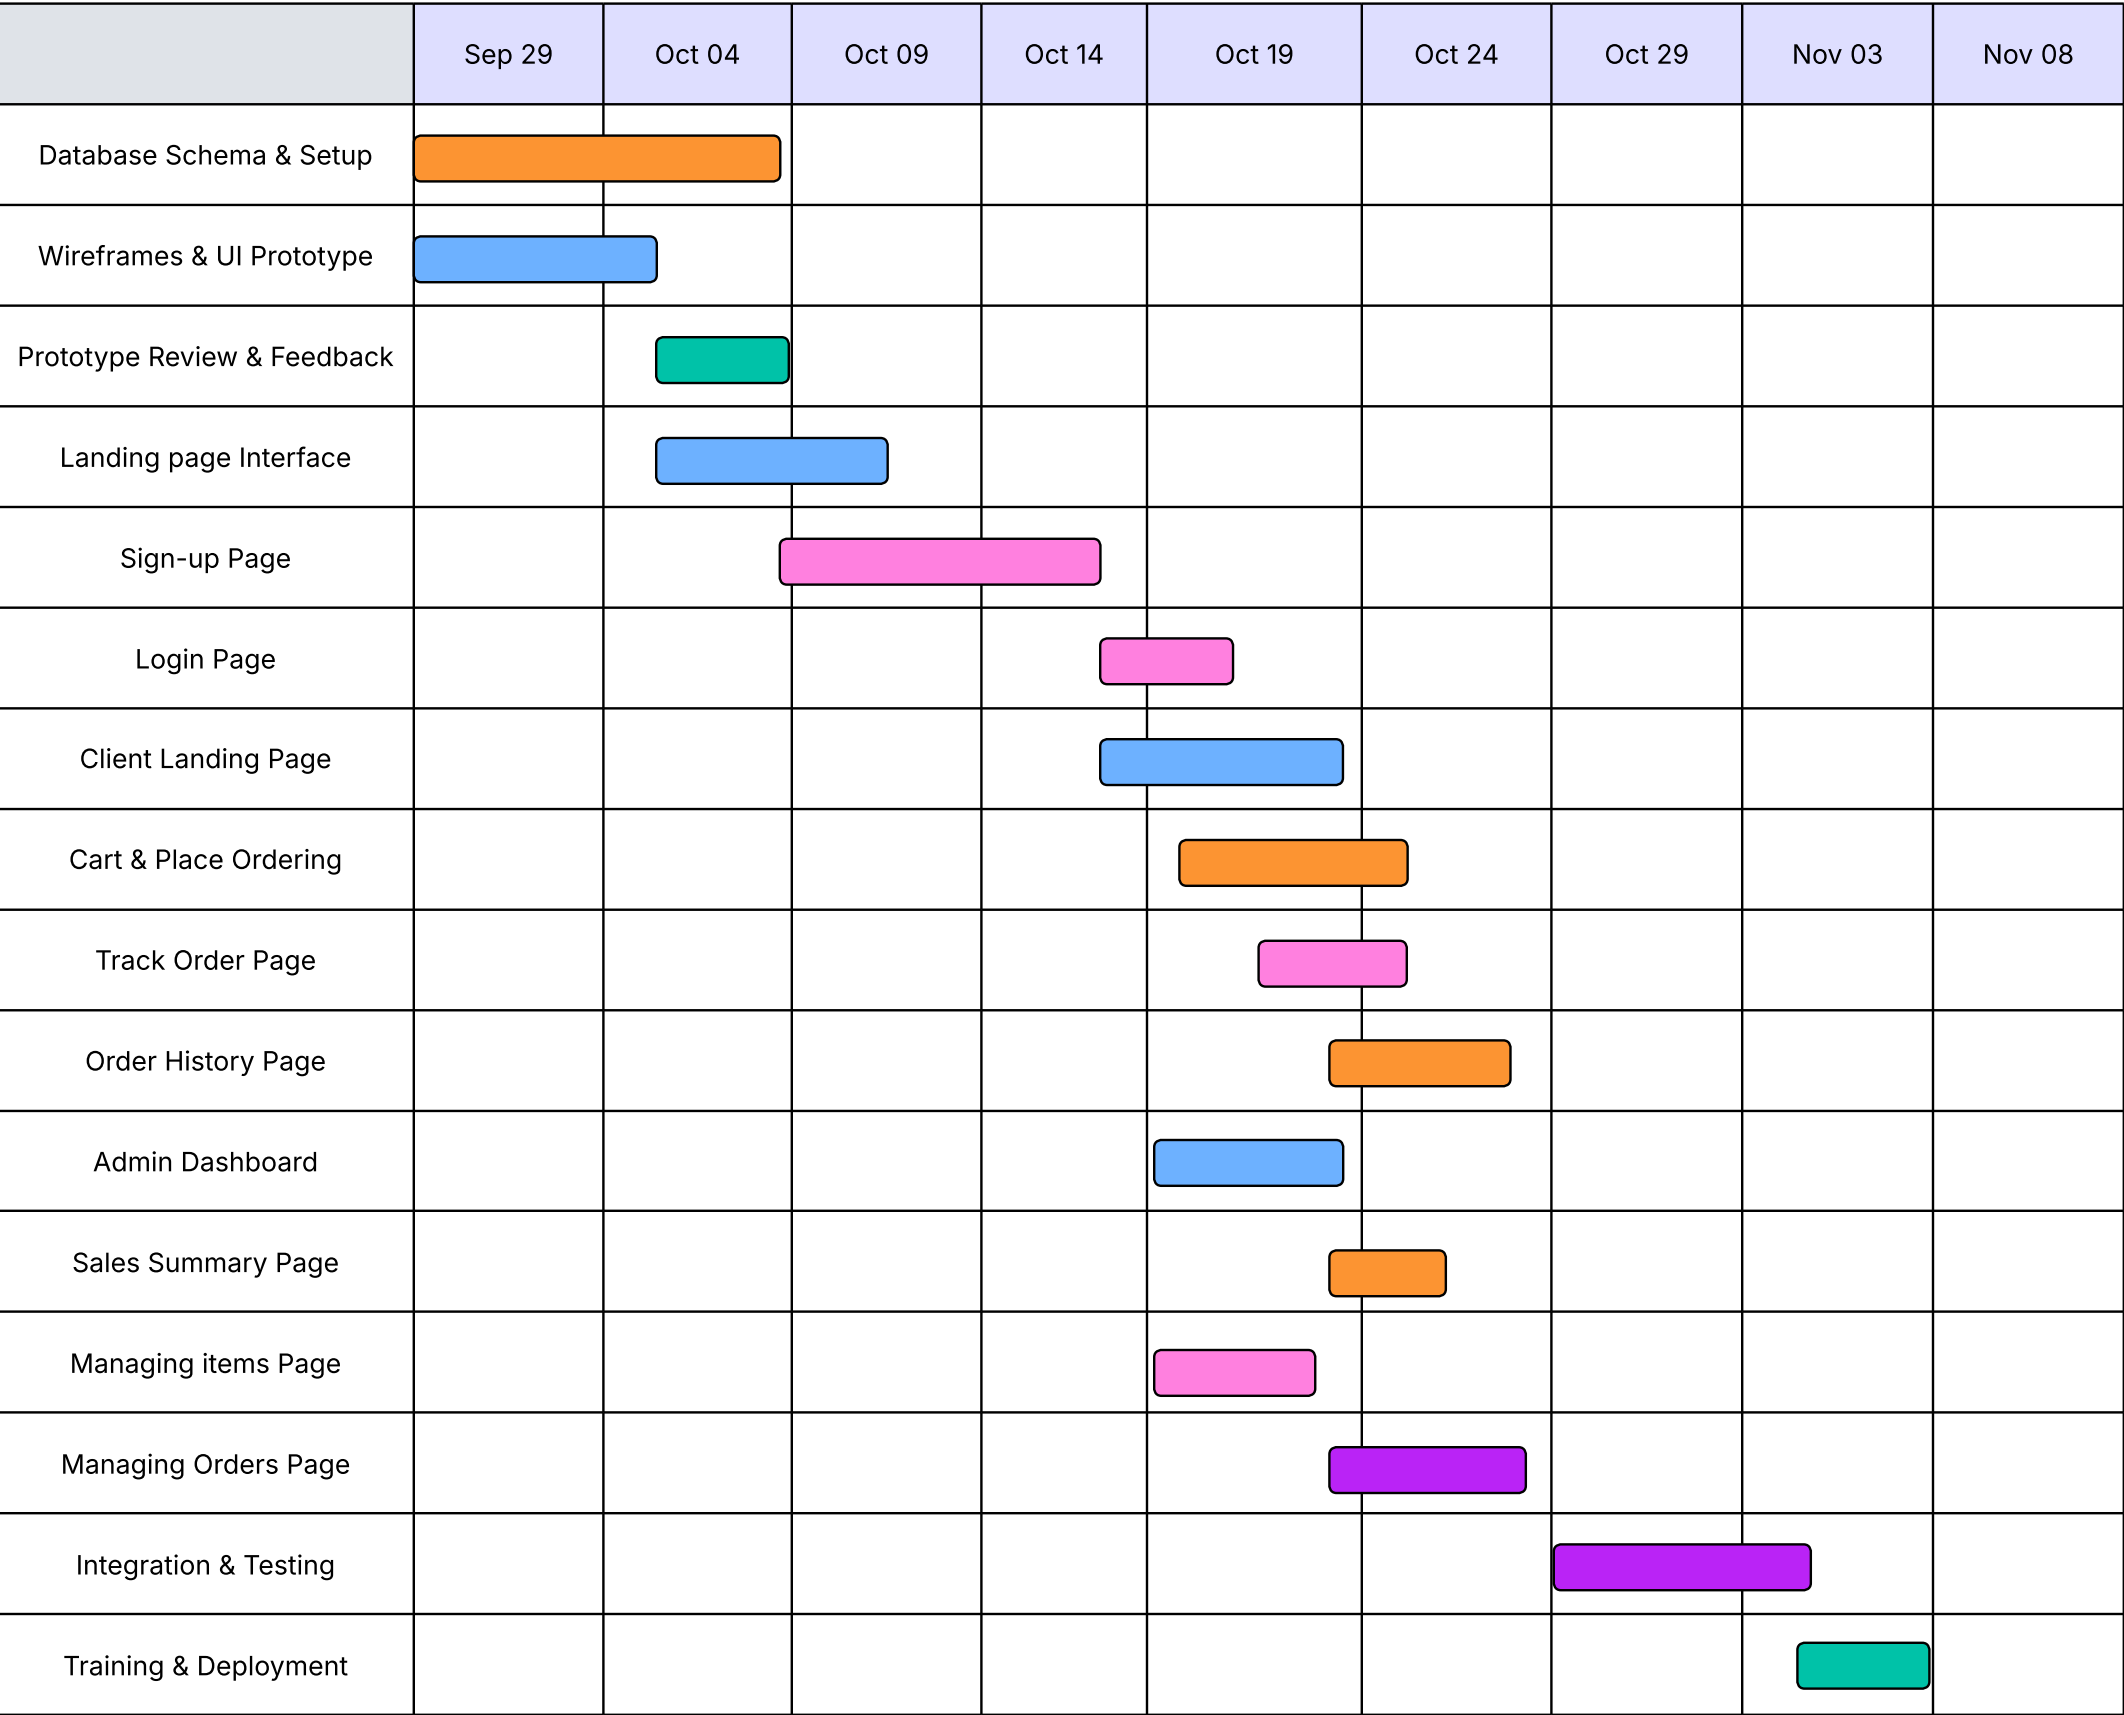 Sep 29 Oct 04 Oct 09 Oct 14 Oct 19 Oct 24 Oct 29 Nov 03 Nov 08
Database Schema & Setup
Wireframes & UI Prototype
Prototype Review & Feedback
Landing page Interface
Sign-up Page
Login Page
Client Landing Page
Cart & Place Ordering
Track Order Page
Order History Page
Admin Dashboard
Sales Summary Page
Managing items Page
Managing Orders Page
Integration & Testing
Training & Deployment